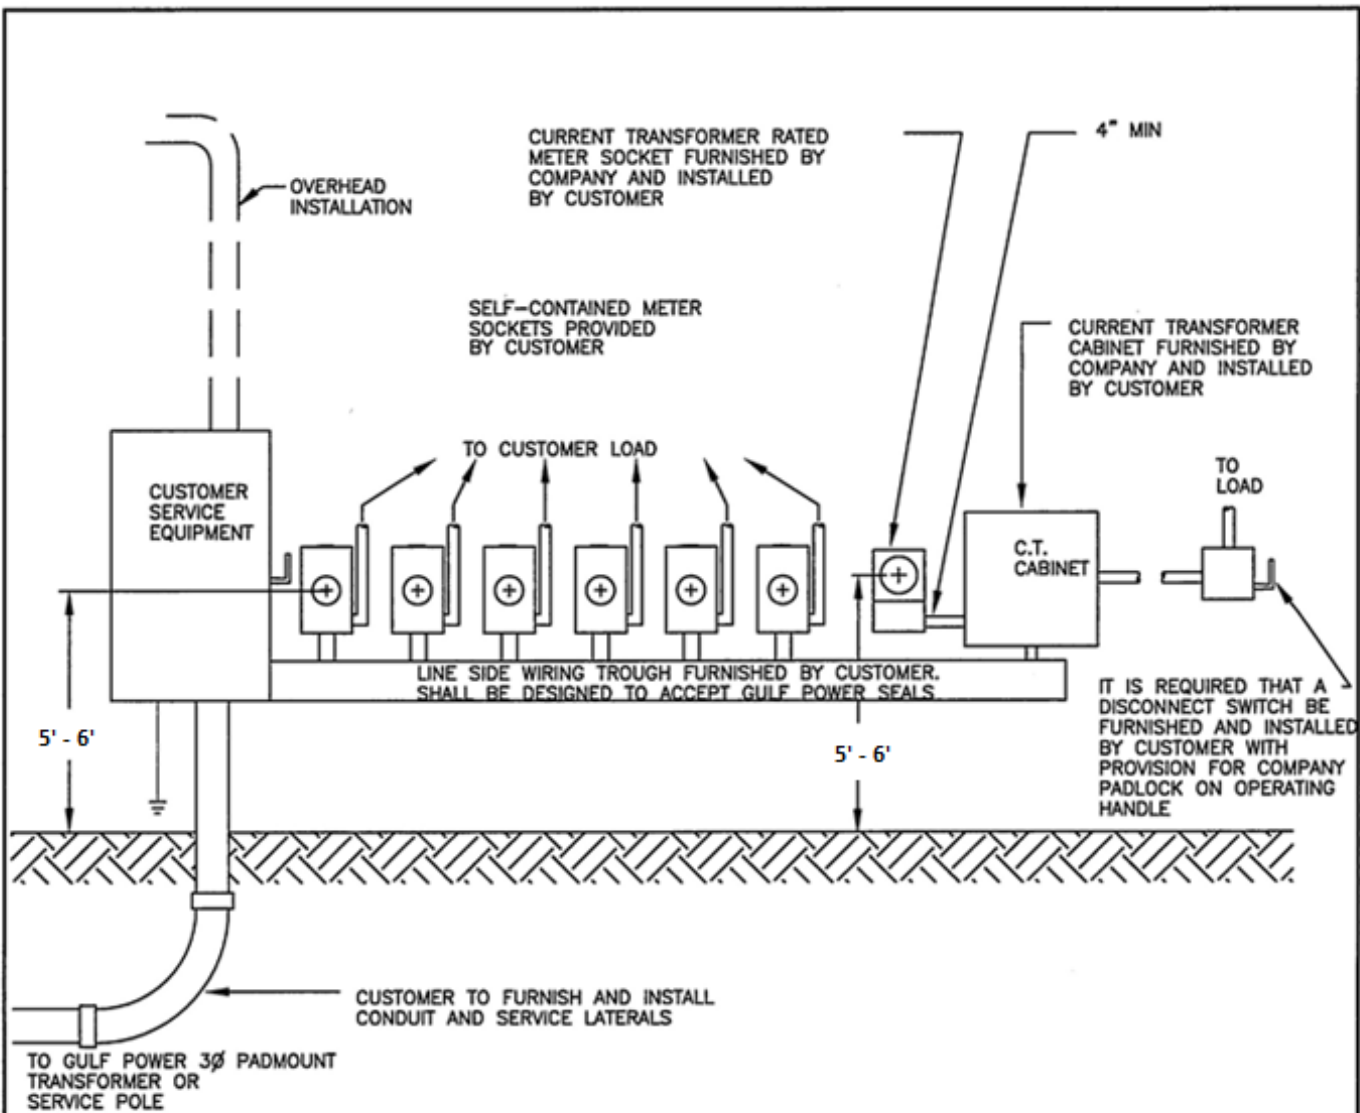 CURRENT TRANSFORMER RATED
METER SOCKET FURNISHED BY
COMPANY AND INSTALLED
BY CUSTOMER
4" MIN
OVERHEAD
INSTALLATION
SELF-CONTAINED METER
SOCKETS PROVIDED
BY CUSTOMER
CURRENT TRANSFORMER
CABINET FURNISHED BY
COMPANY AND INSTALLED
BY CUSTOMER
TO CUSTOMER LOAD
TO
LOAD
CUSTOMER
SERVICE
EQUIPMENT
C.T.
CABINET
LINE SIDE WIRING TROUGH FURNISHED BY CUSTOMER.
SHALL BE DESIGNED TO ACCEPT GULF POWER SEALS
IT IS REQUIRED THAT A
DISCONNECT SWITCH BE
FURNISHED AND INSTALLED
BY CUSTOMER WITH
PROVISION FOR COMPANY
PADLOCK ON OPERATING
HANDLE
5' - 6'
5' - 6'
CUSTOMER TO FURNISH AND INSTALL
CONDUIT AND SERVICE LATERALS
TO GULF POWER 3Ø PADMOUNT
TRANSFORMER OR
SERVICE POLE